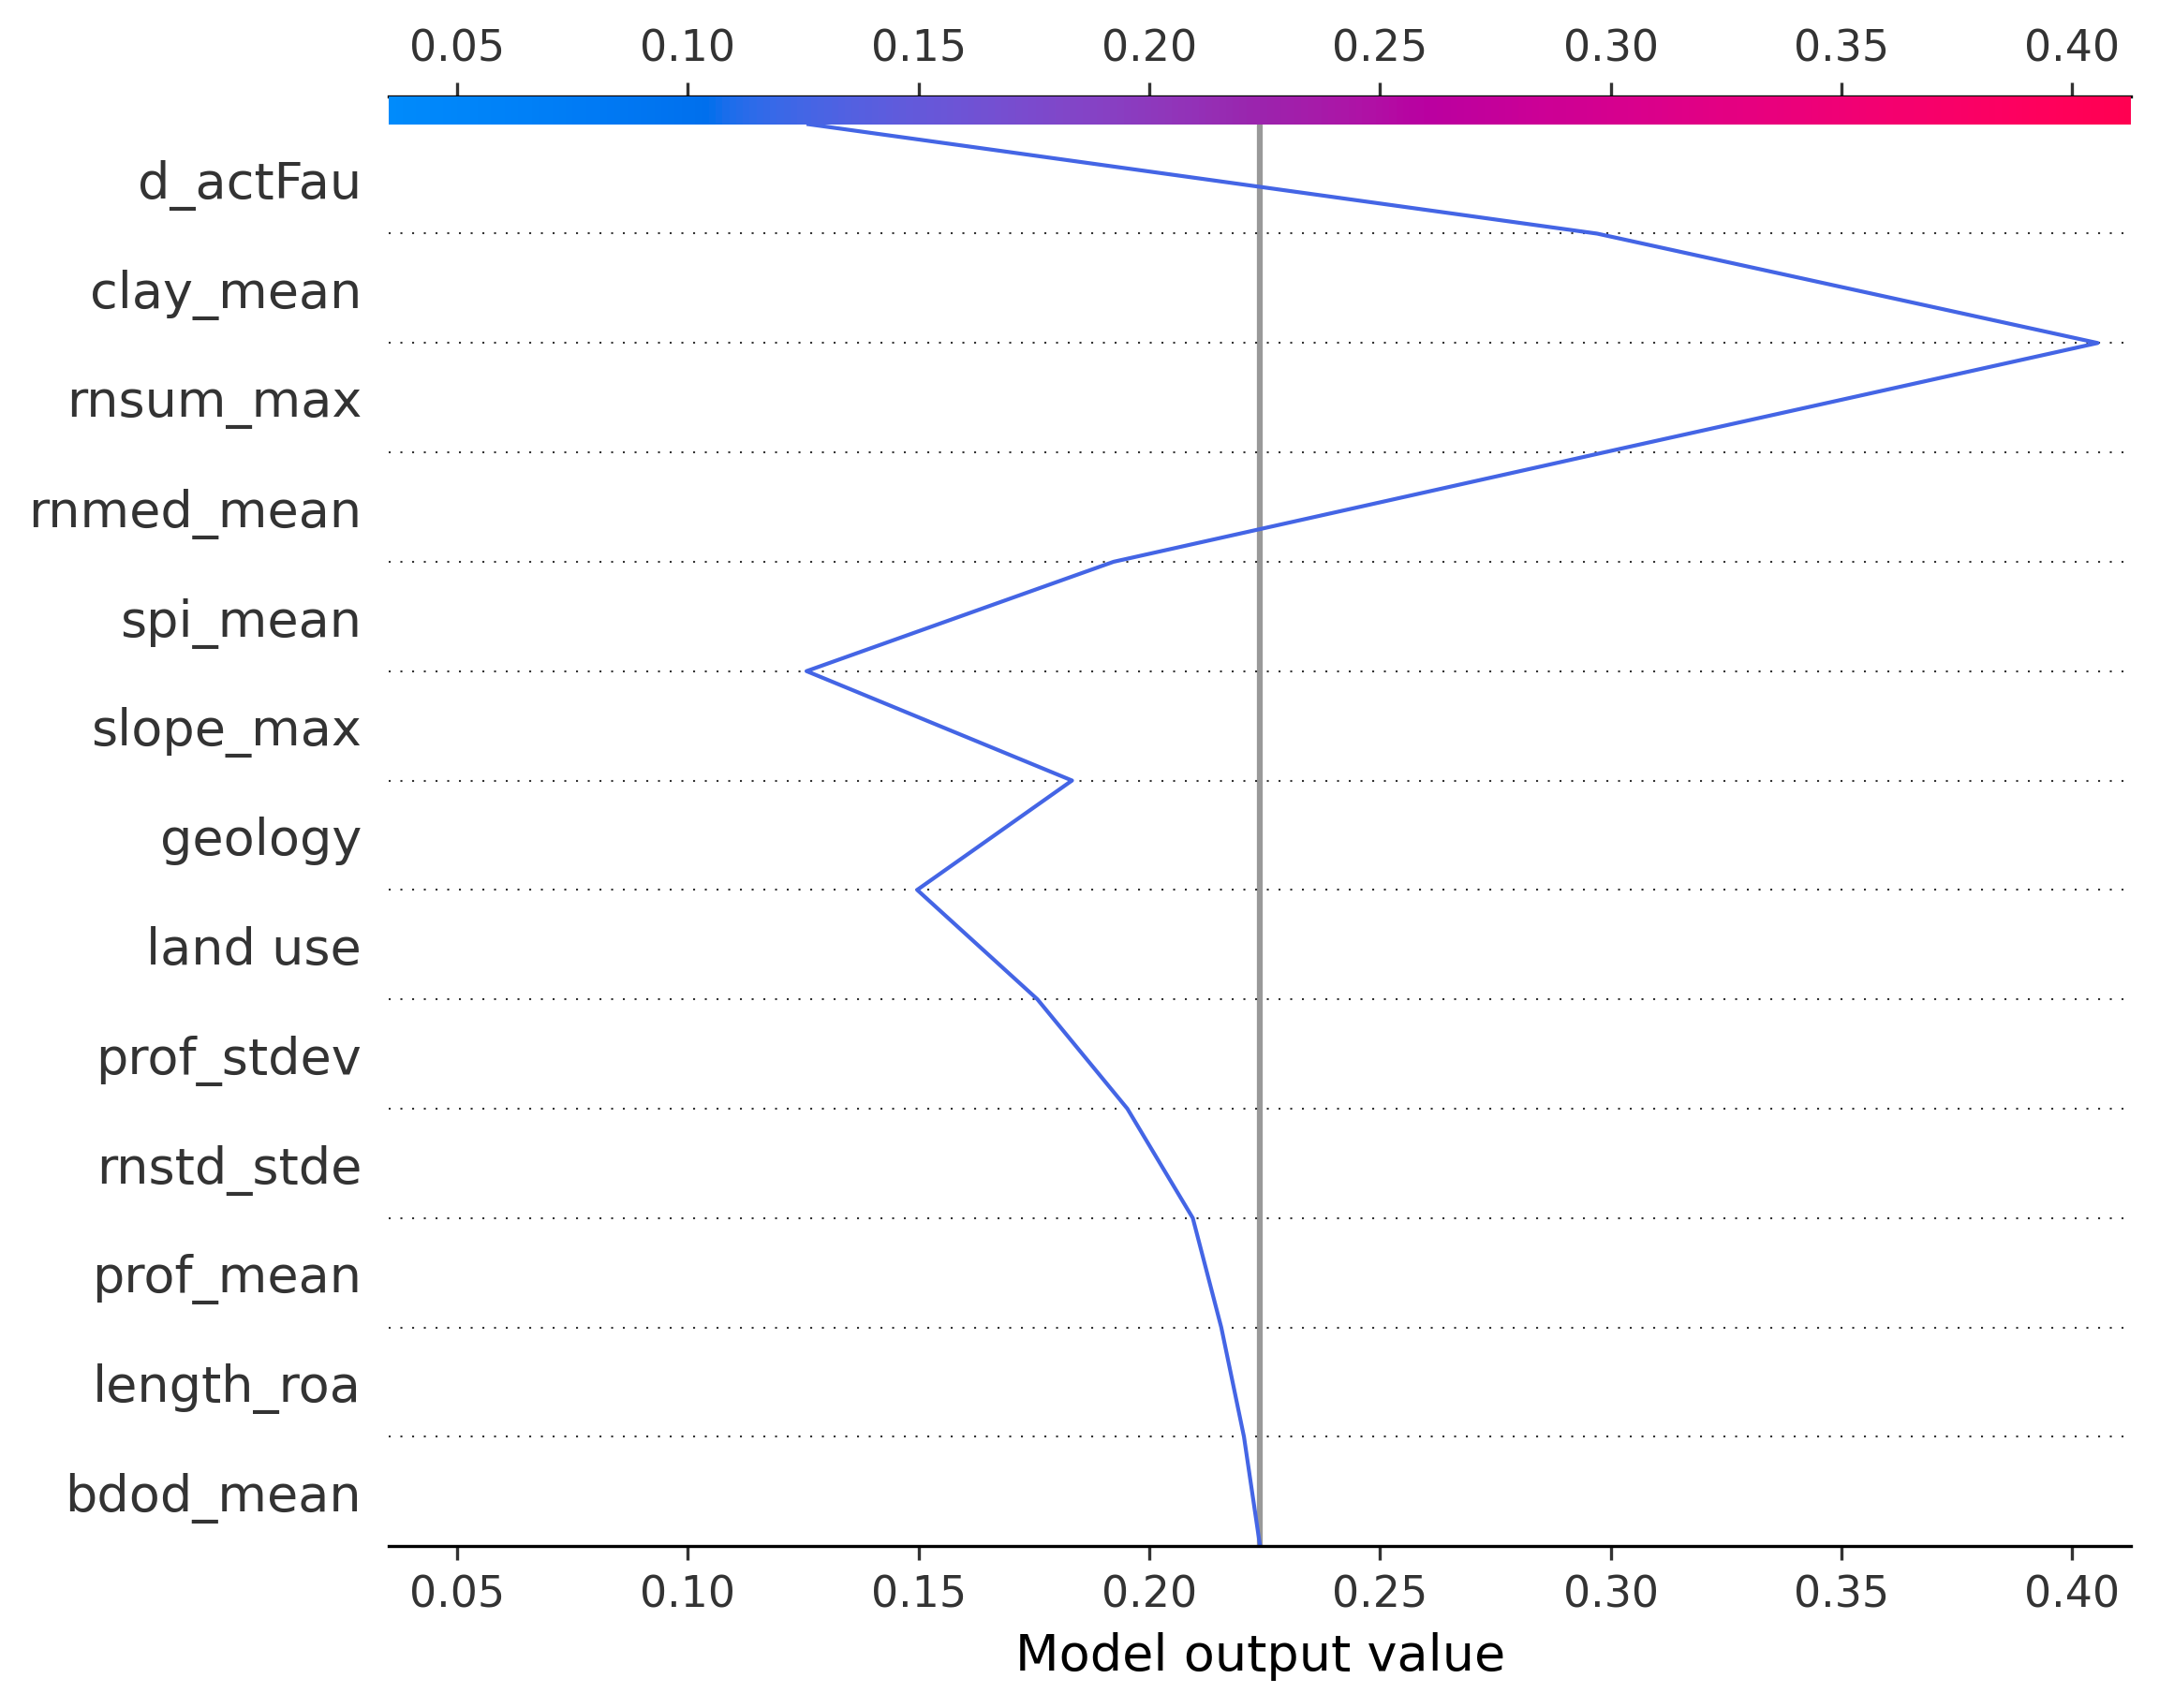 0.05 0.10 0.15 0.20 0.25 0.30 0.35 0.40
d_actFau
clay_mean
rnsum_max
rnmed_mean
spi_mean
slope_max
geology
land use
prof_stdev
rnstd_stde
prof_mean
length_roa
bdod_mean
0.05 0.10 0.15 0.20 0.25 0.30 0.35 0.40
Model output value